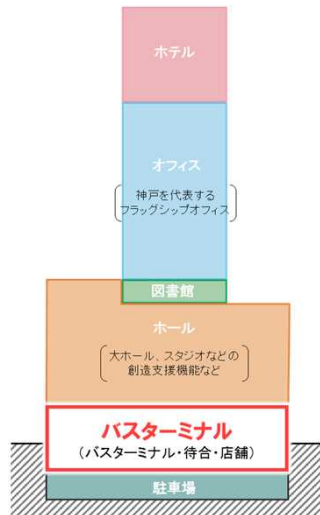 ホテル
オフィス
神戸を代表する
フラッグシップオフィス
図書館
ホール
大ホール、スタジオなどの
創造支援機能など
バスターミナル
(バスターミナル・待合・店舗)
駐車場